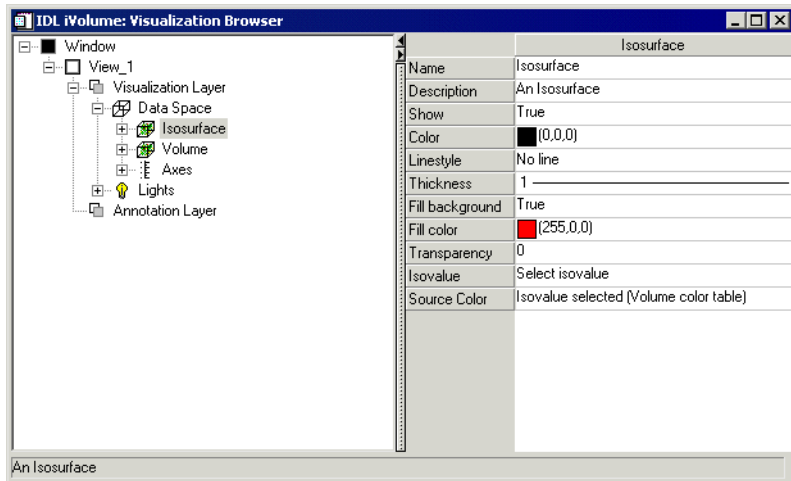 IDL iVolume: Visualization Browser
Window
View_1
Visualization Layer
Data Space
Isosurface
Volume
Axes
Lights
Annotation Layer
Isosurface
Name Isosurface
Description An Isosurface
Show True
Color (0,0,0)
Linestyle No line
Thickness 1
Fill background True
Fill color (255,0,0)
Transparency 0
Isovalue Select isovalue
Source Color Isovalue selected (Volume color table)
An Isosurface